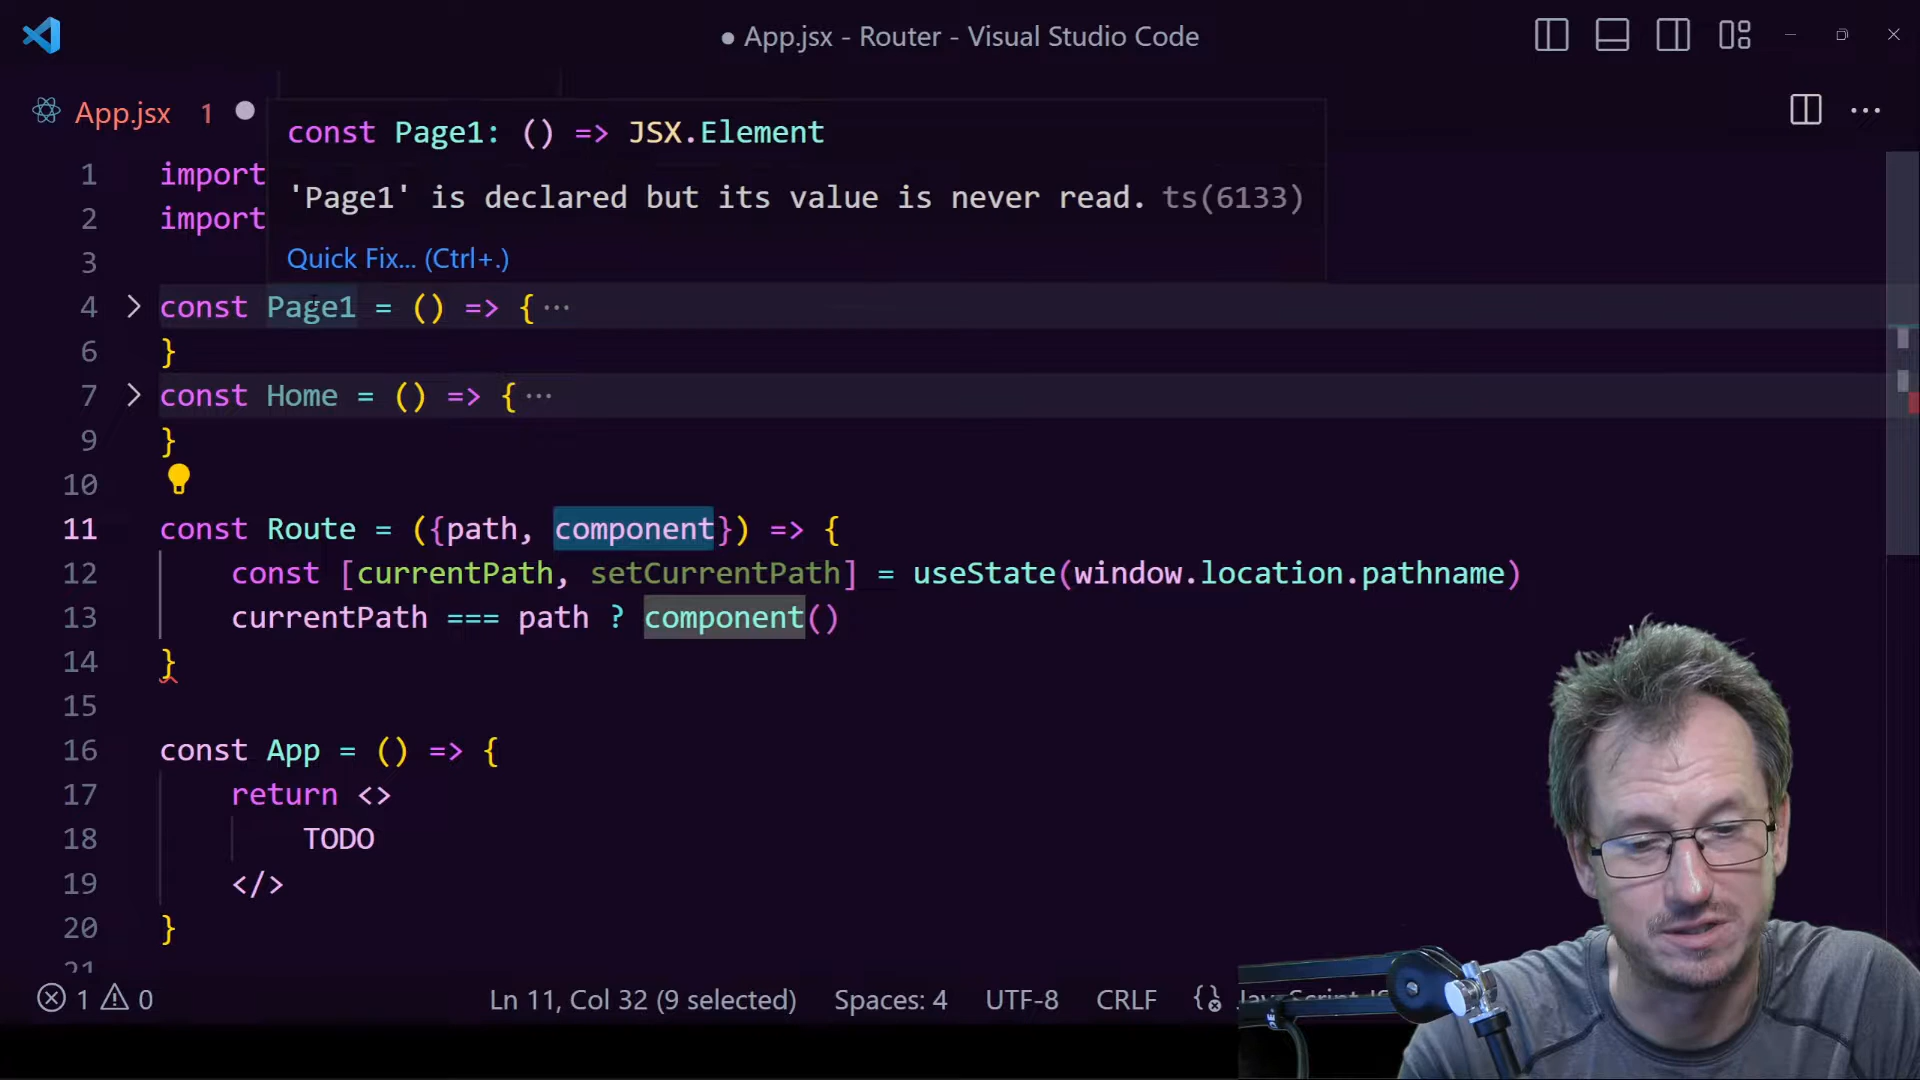 ● App.jsx - Router - Visual Studio Code
App.jsx 1
const Page1: () => JSX.Element
'Page1' is declared but its value is never read. ts(6133)
Quick Fix... (Ctrl+.)
1 import
2 import
3
4 const Page1 = () => {···
6 }
7 const Home = () => {···
9 }
10
11 const Route = ({path, component}) => {
12 const [currentPath, setCurrentPath] = useState(window.location.pathname)
13 currentPath === path ? component()
14 }
15
16 const App = () => {
17 return <>
18 TODO
19 </>
20 }
21
1 0 Ln 11, Col 32 (9 selected) Spaces: 4 UTF-8 CRLF